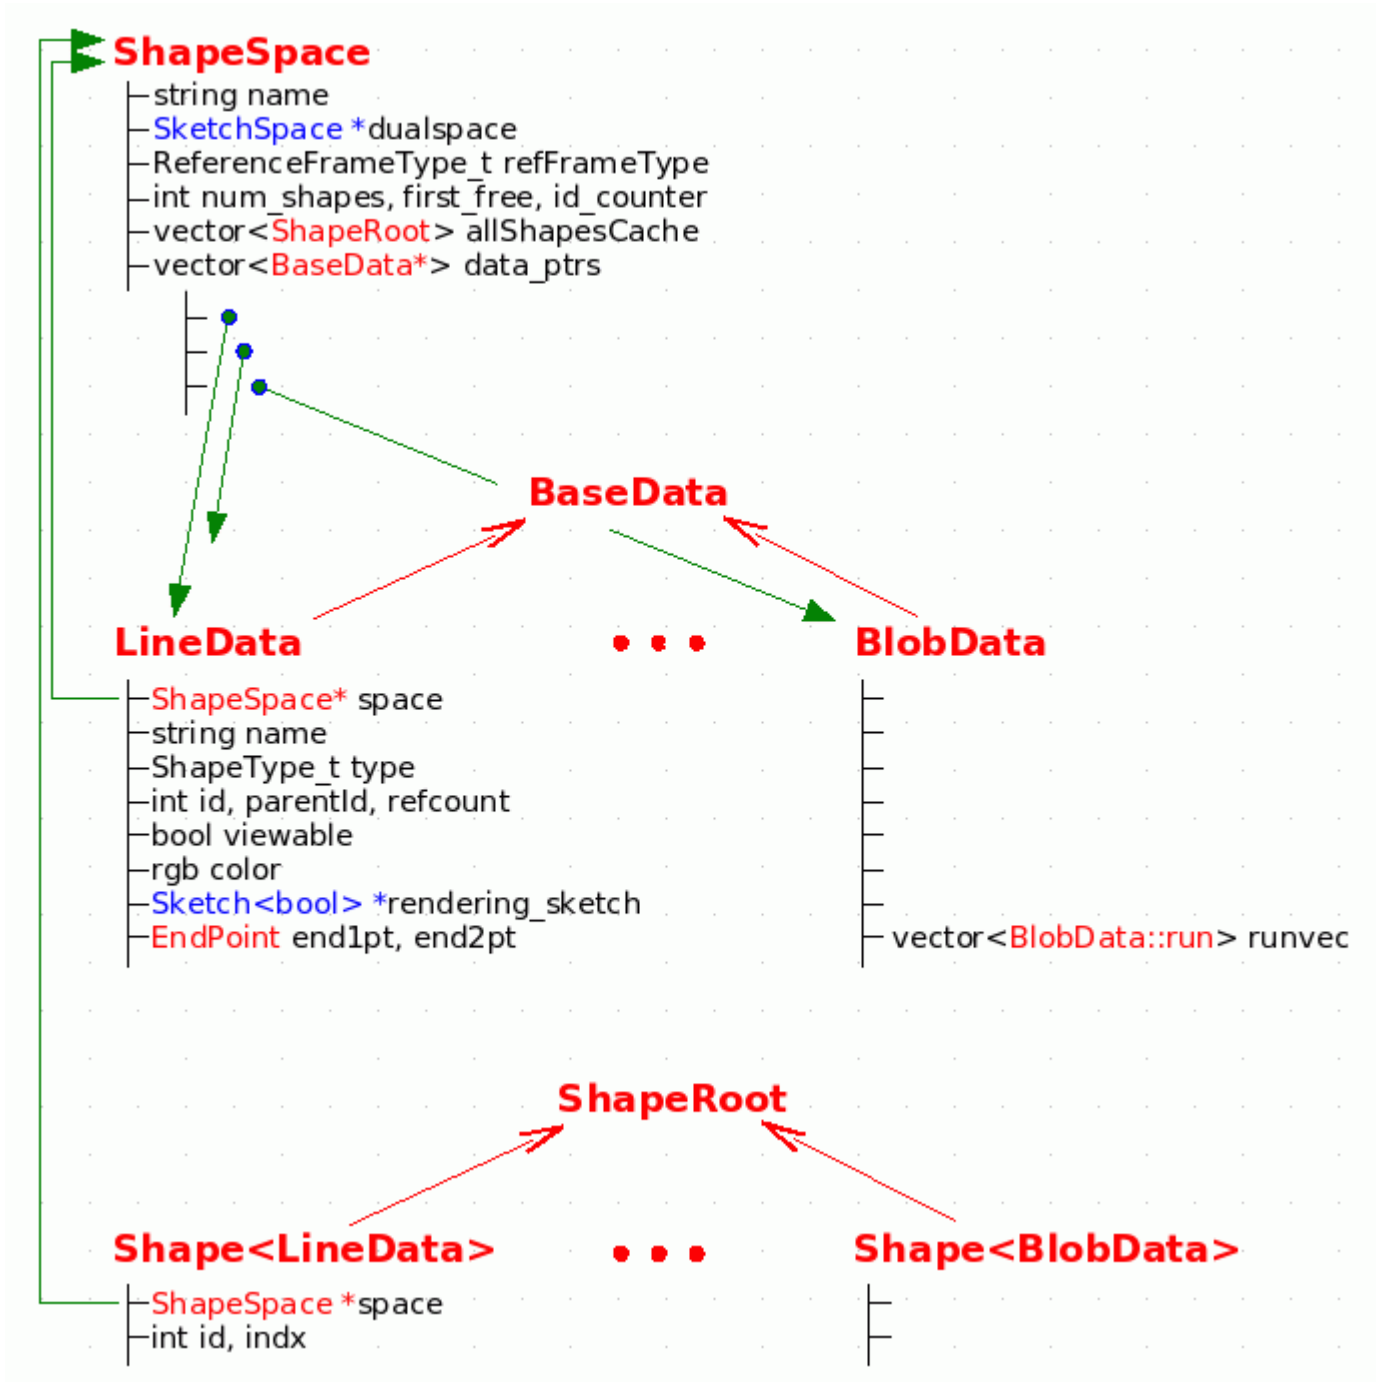 ShapeSpace
string name
SketchSpace *dualspace
ReferenceFrameType_t refFrameType
int num_shapes, first_free, id_counter
vector<ShapeRoot> allShapesCache
vector<BaseData*> data_ptrs
BaseData
LineData
BlobData
ShapeSpace* space
string name
ShapeType_t type
int id, parentId, refcount
bool viewable
rgb color
Sketch<bool> *rendering_sketch
EndPoint end1pt, end2pt
vector<BlobData::run> runvec
ShapeRoot
Shape<LineData>
Shape<BlobData>
ShapeSpace *space
int id, indx